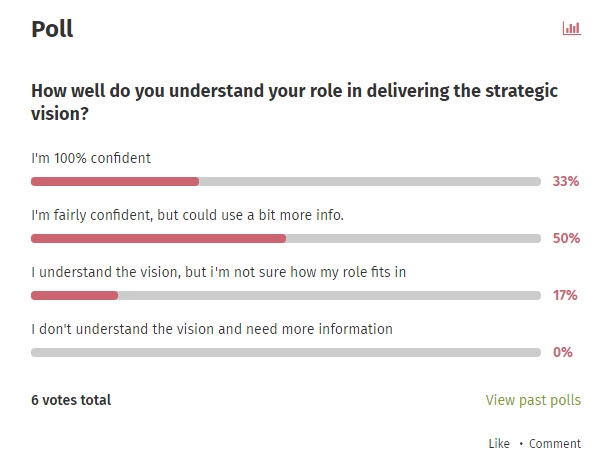 Poll
How well do you understand your role in delivering the strategic
vision?
I'm 100% confident
33%
I'm fairly confident, but could use a bit more info.
50%
I understand the vision, but i'm not sure how my role fits in
17%
I don't understand the vision and need more information
0%
6 votes total
View past polls
Like • Comment